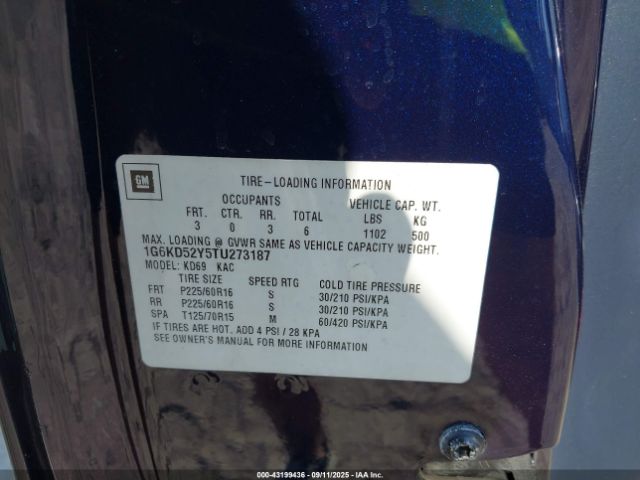 GM
TIRE-LOADING INFORMATION
OCCUPANTS VEHICLE CAP. WT.
FRT. CTR. RR. TOTAL LBS KG
3 0 3 6 1102 500
MAX. LOADING @ GVWR SAME AS VEHICLE CAPACITY WEIGHT.
1G6KD52Y5TU273187
MODEL: KD69 KAC
TIRE SIZE SPEED RTG COLD TIRE PRESSURE
FRT P225/60R16 S 30/210 PSI/KPA
RR P225/60R16 S 30/210 PSI/KPA
SPA T125/70R15 M 60/420 PSI/KPA
IF TIRES ARE HOT, ADD 4 PSI / 28 KPA
SEE OWNER'S MANUAL FOR MORE INFORMATION
000-43199436 - 09/11/2025 - IAA Inc.